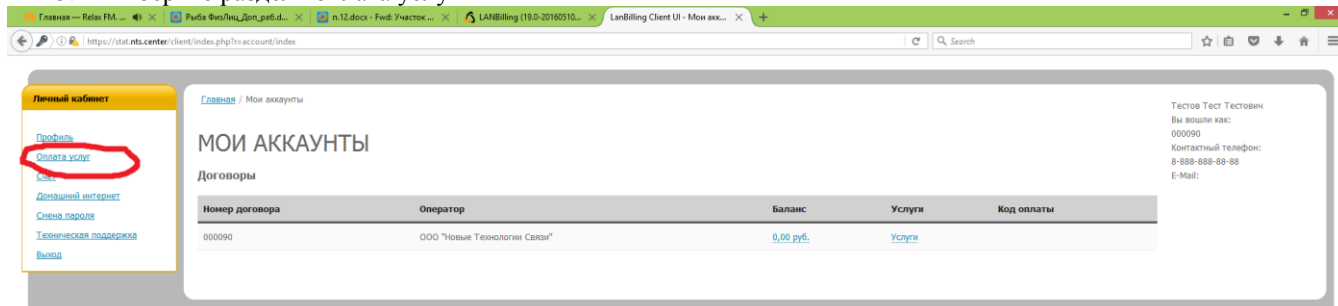 раздел оплата услуг
Главная — Relax FM. ...
Рыба ФизЛиц_Доп_раб.d...
п.12.docx - Fwd: Участок ...
LANBilling (19.0-20160510...
LanBilling Client UI - Мои акк...
https://stat.nts.center/client/index.php?r=account/index
Search
Личный кабинет
Профиль
Оплата услуг
Счет
Домашний интернет
Смена пароля
Техническая поддержка
Выход
Главная / Мои аккаунты
МОИ АККАУНТЫ
Договоры
Номер договора Оператор Баланс Услуги Код оплаты
000090 ООО "Новые Технологии Связи" 0,00 руб. Услуги
Тестов Тест Тестович
Вы вошли как:
000090
Контактный телефон:
8-888-888-88-88
E-Mail: